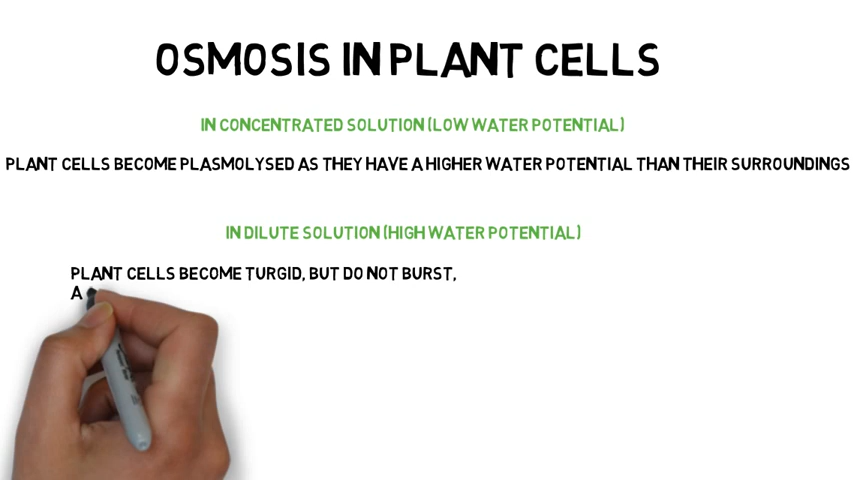 OSMOSIS IN PLANT CELLS
IN CONCENTRATED SOLUTION (LOW WATER POTENTIAL)
PLANT CELLS BECOME PLASMOLYSED AS THEY HAVE A HIGHER WATER POTENTIAL THAN THEIR SURROUNDINGS
IN DILUTE SOLUTION (HIGH WATER POTENTIAL)
PLANT CELLS BECOME TURGID, BUT DO NOT BURST,
A